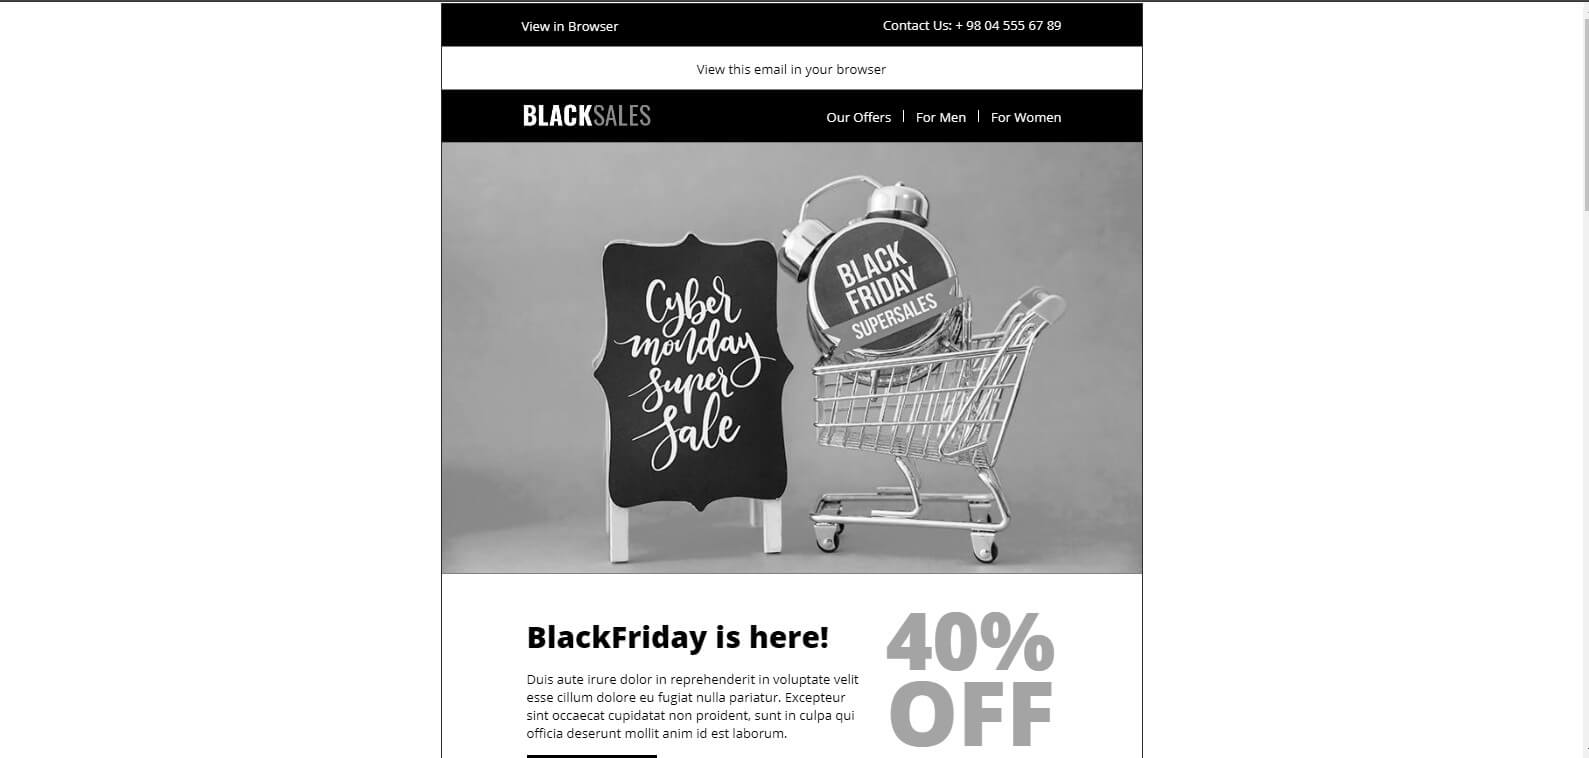 View in Browser
Contact Us: + 98 04 555 67 89
View this email in your browser
BLACKSALES
Our Offers | For Men | For Women
Cyber
monday
super
Sale
BLACK
FRIDAY
SUPERSALES
BlackFriday is here!
Duis aute irure dolor in reprehenderit in voluptate velit
esse cillum dolore eu fugiat nulla pariatur. Excepteur
sint occaecat cupidatat non proident, sunt in culpa qui
officia deserunt mollit anim id est laborum.
40%
OFF